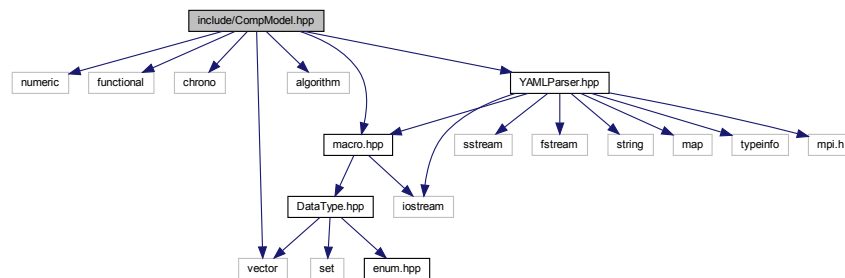 include/CompModel.hpp
numeric
functional
chrono
algorithm
YAMLParser.hpp
macro.hpp
sstream
fstream
string
map
typeinfo
mpi.h
DataType.hpp
iostream
vector
set
enum.hpp